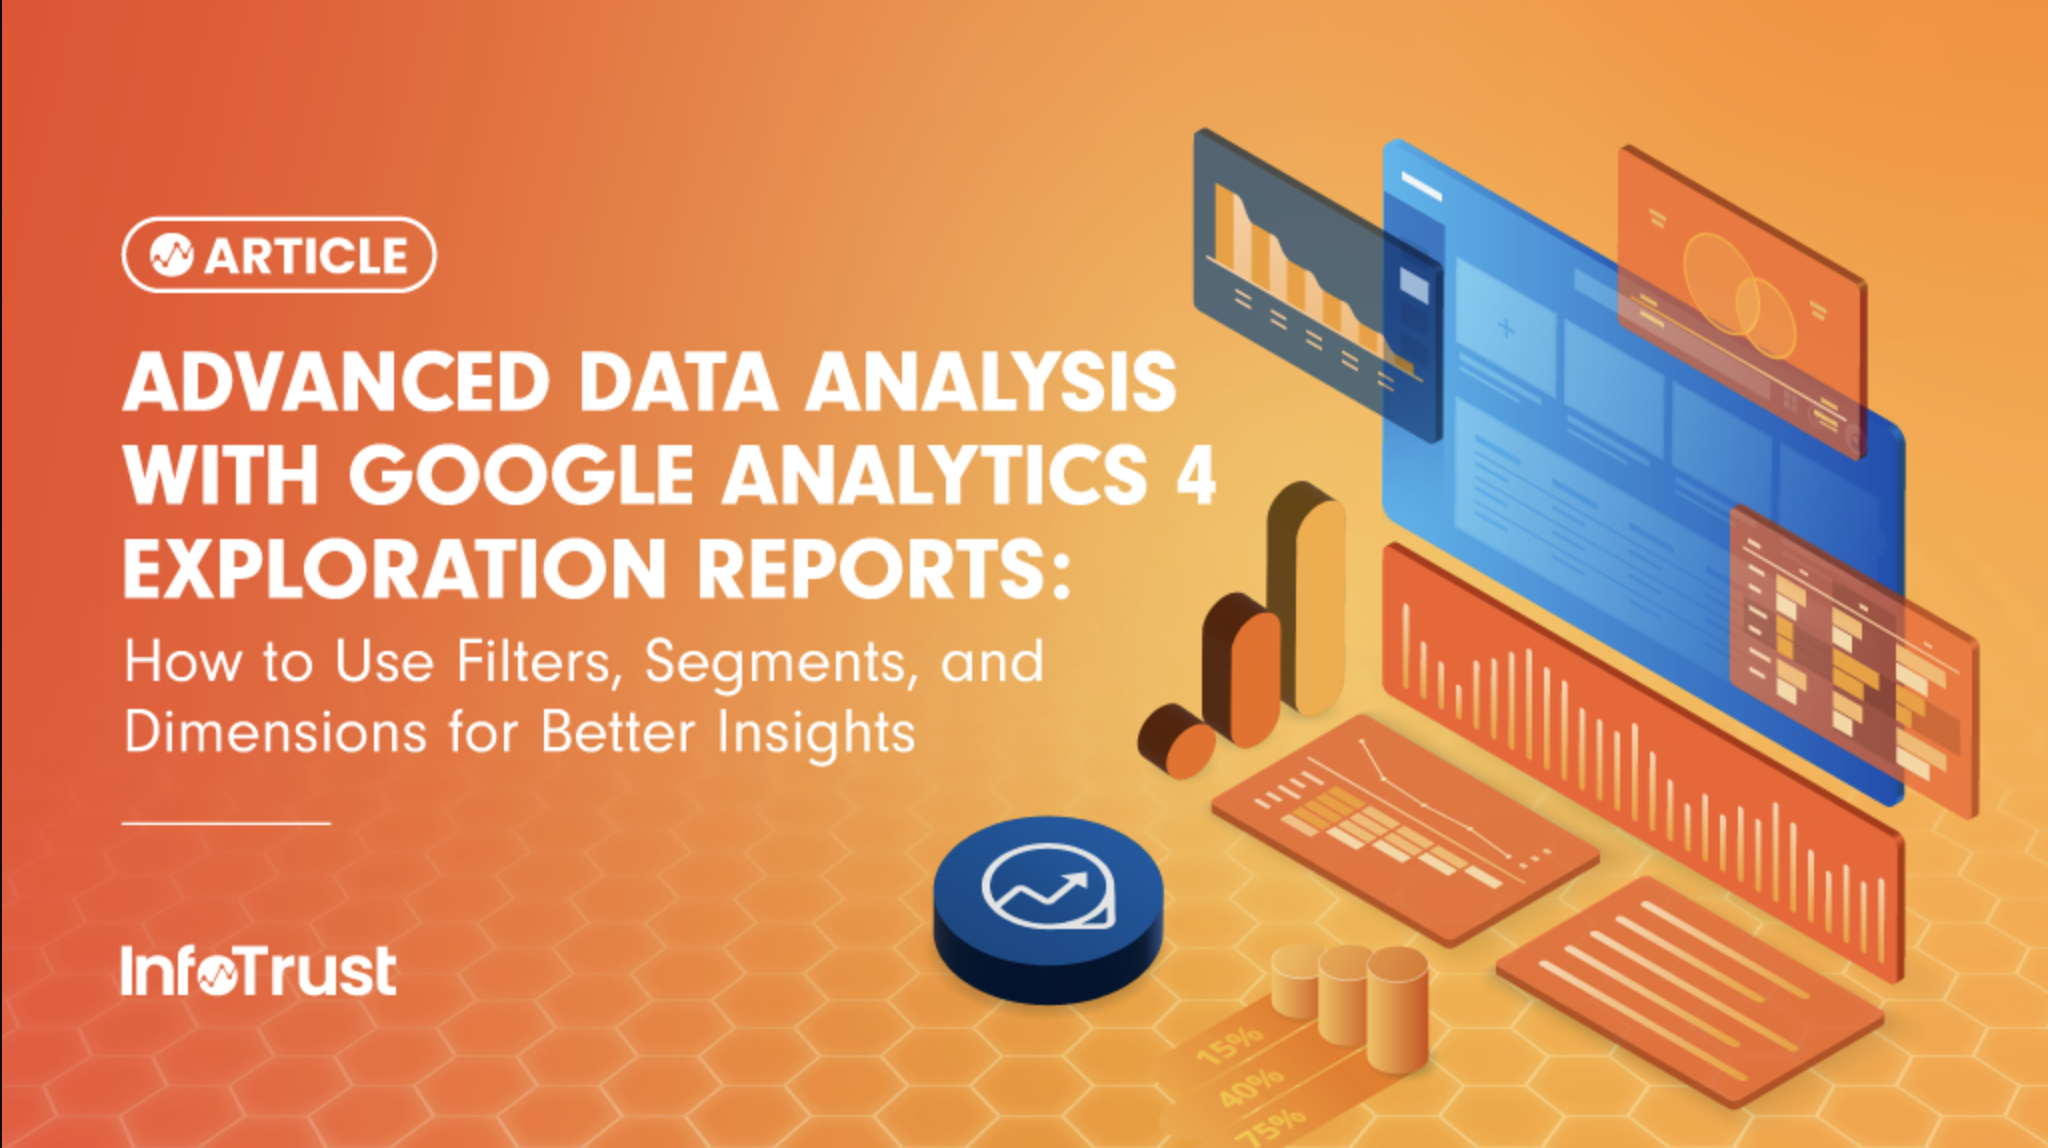 ARTICLE
ADVANCED DATA ANALYSIS
WITH GOOGLE ANALYTICS 4
EXPLORATION REPORTS:
How to Use Filters, Segments, and
Dimensions for Better Insights
InfoTrust
15%
40%
75%